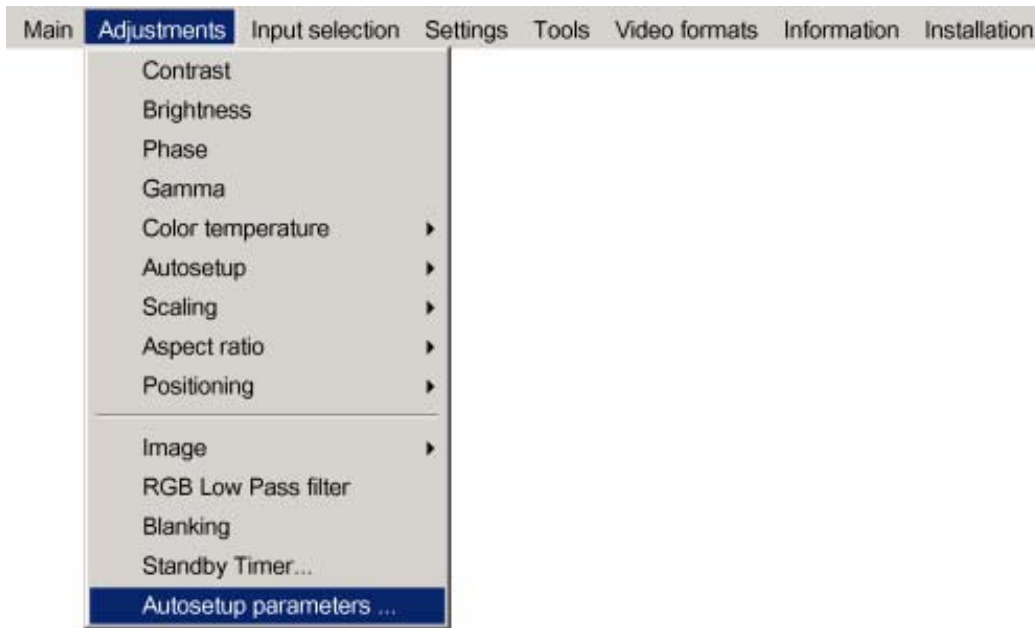 Main Adjustments Input selection Settings Tools Video formats Information Installation
Contrast
Brightness
Phase
Gamma
Color temperature
Autosetup
Scaling
Aspect ratio
Positioning
Image
RGB Low Pass filter
Blanking
Standby Timer...
Autosetup parameters ...